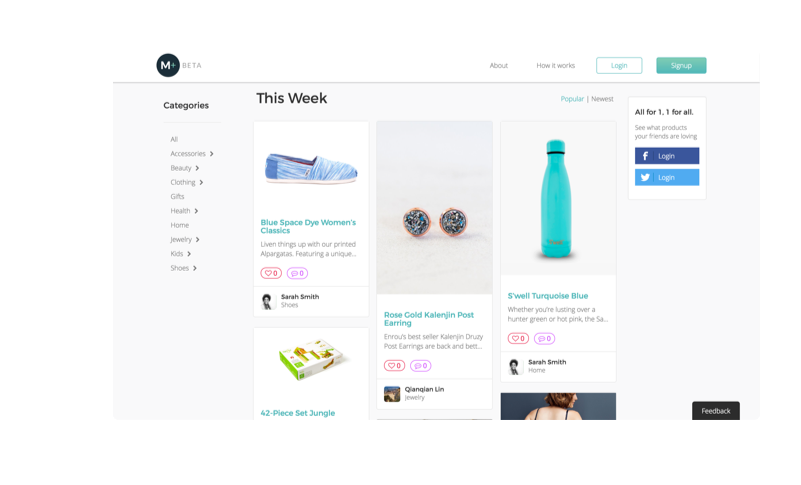 M+ BETA
About
How it works
Login
Signup
Categories
All
Accessories
Beauty
Clothing
Gifts
Health
Home
Jewelry
Kids
Shoes
This Week
Popular | Newest
Blue Space Dye Women's
Classics
Liven things up with our printed
Alpargatas. Featuring a unique...
0
0
Sarah Smith
Shoes
42-Piece Set Jungle
Rose Gold Kalenjin Post
Earring
Enrou's best seller Kalenjin Druzy
Post Earrings are back and bett...
0
0
Qianqian Lin
Jewelry
S'well Turquoise Blue
Whether you're lusting over a
hunter green or hot pink, the Sa...
0
0
Sarah Smith
Home
All for 1, 1 for all.
See what products
your friends are loving
Login
Login
Feedback